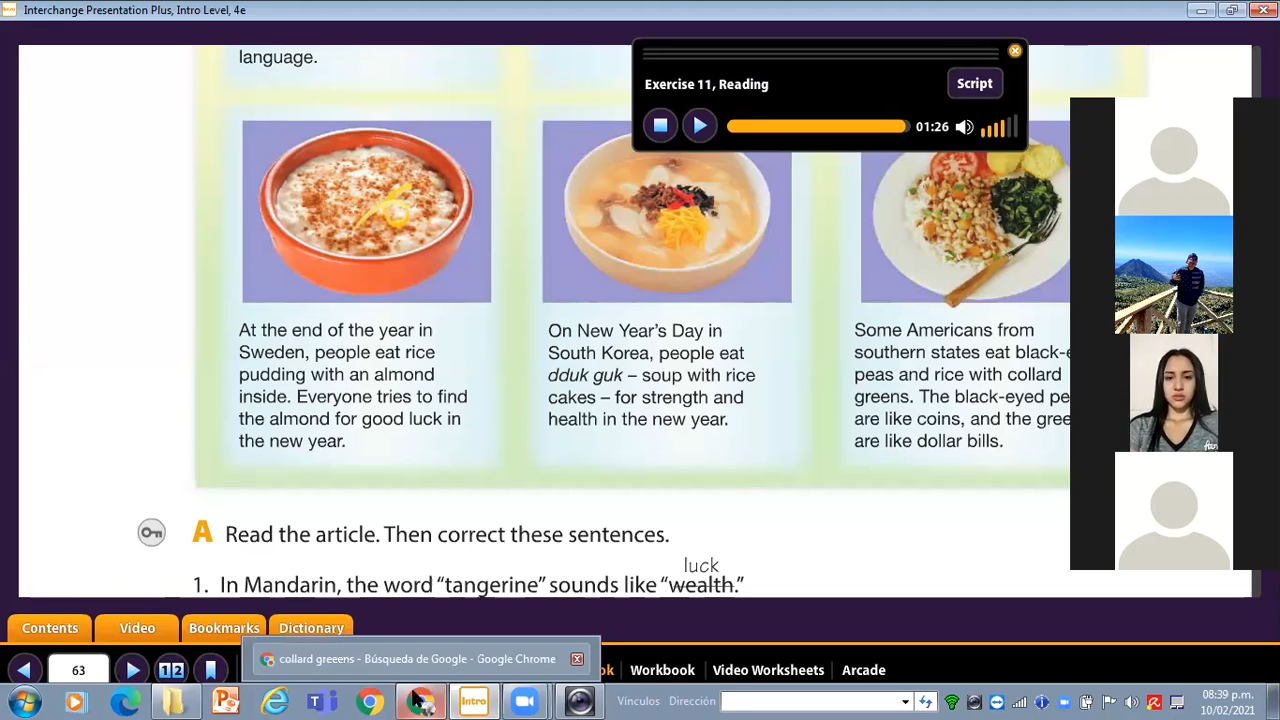 Interchange Presentation Plus, Intro Level, 4e
language.
Exercise 11, Reading
Script
01:26
At the end of the year in
Sweden, people eat rice
pudding with an almond
inside. Everyone tries to find
the almond for good luck in
the new year.
On New Year's Day in
South Korea, people eat
dduk guk – soup with rice
cakes – for strength and
health in the new year.
Some Americans from
southern states eat black-e
peas and rice with collard
greens. The black-eyed pe
are like coins, and the gree
are like dollar bills.
A Read the article. Then correct these sentences.
luck
1. In Mandarin, the word “tangerine” sounds like “wealth.”
Contents
Video
Bookmarks
Dictionary
collard greeens - Búsqueda de Google - Google Chrome
63
12
ok
Workbook
Video Worksheets
Arcade
Intro
Vínculos
Dirección
08:39 p.m.
10/02/2021